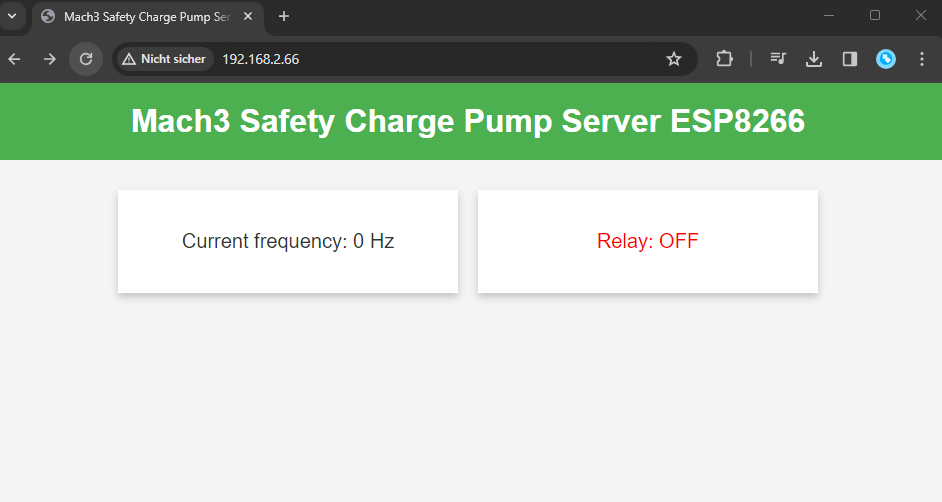 Mach3 Safety Charge Pump Ser
Nicht sicher 192.168.2.66
Mach3 Safety Charge Pump Server ESP8266
Current frequency: 0 Hz
Relay: OFF